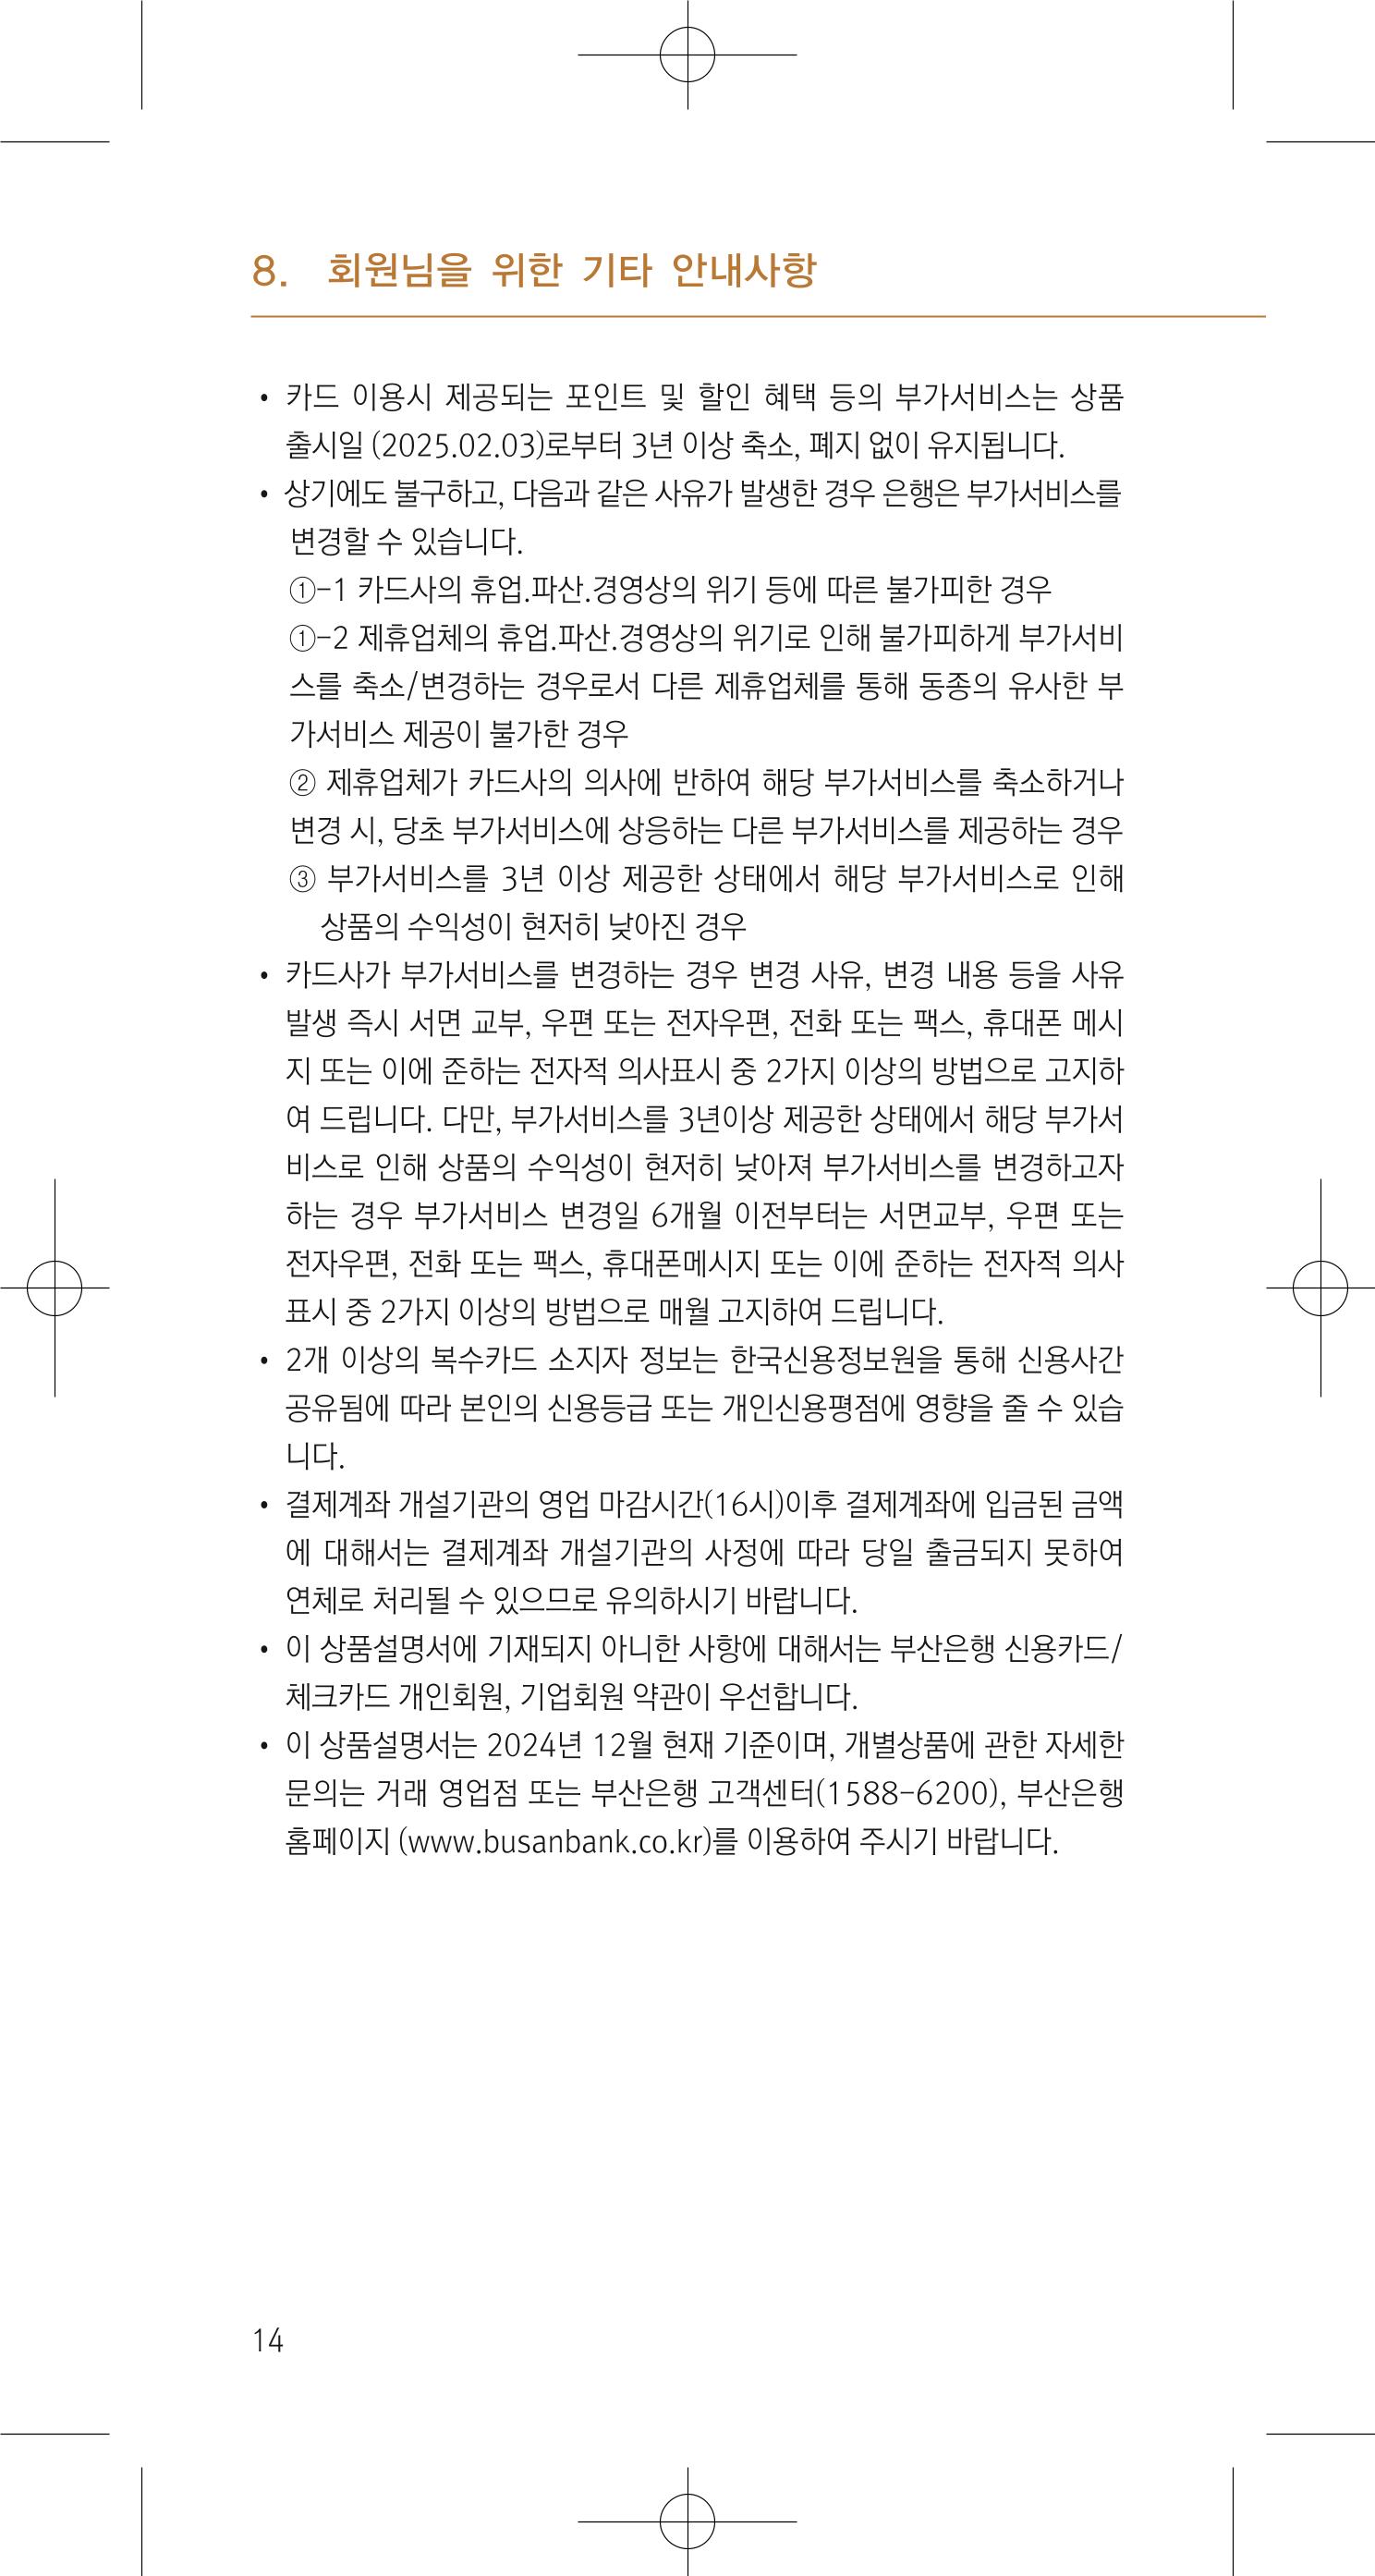 8. 회원님을 위한 기타 안내사항
• 카드 이용시 제공되는 포인트 및 할인 혜택 등의 부가서비스는 상품
출시일 (2025.02.03)로부터 3년 이상 축소, 폐지 없이 유지됩니다.
• 상기에도 불구하고, 다음과 같은 사유가 발생한 경우 은행은 부가서비스를
변경할 수 있습니다.
①-1 카드사의 휴업.파산.경영상의 위기 등에 따른 불가피한 경우
①-2 제휴업체의 휴업.파산.경영상의 위기로 인해 불가피하게 부가서비
스를 축소/변경하는 경우로서 다른 제휴업체를 통해 동종의 유사한 부
가서비스 제공이 불가한 경우
② 제휴업체가 카드사의 의사에 반하여 해당 부가서비스를 축소하거나
변경 시, 당초 부가서비스에 상응하는 다른 부가서비스를 제공하는 경우
③ 부가서비스를 3년 이상 제공한 상태에서 해당 부가서비스로 인해
상품의 수익성이 현저히 낮아진 경우
• 카드사가 부가서비스를 변경하는 경우 변경 사유, 변경 내용 등을 사유
발생 즉시 서면 교부, 우편 또는 전자우편, 전화 또는 팩스, 휴대폰 메시
지 또는 이에 준하는 전자적 의사표시 중 2가지 이상의 방법으로 고지하
여 드립니다. 다만, 부가서비스를 3년이상 제공한 상태에서 해당 부가서
비스로 인해 상품의 수익성이 현저히 낮아져 부가서비스를 변경하고자
하는 경우 부가서비스 변경일 6개월 이전부터는 서면교부, 우편 또는
전자우편, 전화 또는 팩스, 휴대폰메시지 또는 이에 준하는 전자적 의사
표시 중 2가지 이상의 방법으로 매월 고지하여 드립니다.
• 2개 이상의 복수카드 소지자 정보는 한국신용정보원을 통해 신용사간
공유됨에 따라 본인의 신용등급 또는 개인신용평점에 영향을 줄 수 있습
니다.
• 결제계좌 개설기관의 영업 마감시간(16시)이후 결제계좌에 입금된 금액
에 대해서는 결제계좌 개설기관의 사정에 따라 당일 출금되지 못하여
연체로 처리될 수 있으므로 유의하시기 바랍니다.
• 이 상품설명서에 기재되지 아니한 사항에 대해서는 부산은행 신용카드/
체크카드 개인회원, 기업회원 약관이 우선합니다.
• 이 상품설명서는 2024년 12월 현재 기준이며, 개별상품에 관한 자세한
문의는 거래 영업점 또는 부산은행 고객센터(1588-6200), 부산은행
홈페이지 (www.busanbank.co.kr)를 이용하여 주시기 바랍니다.
14